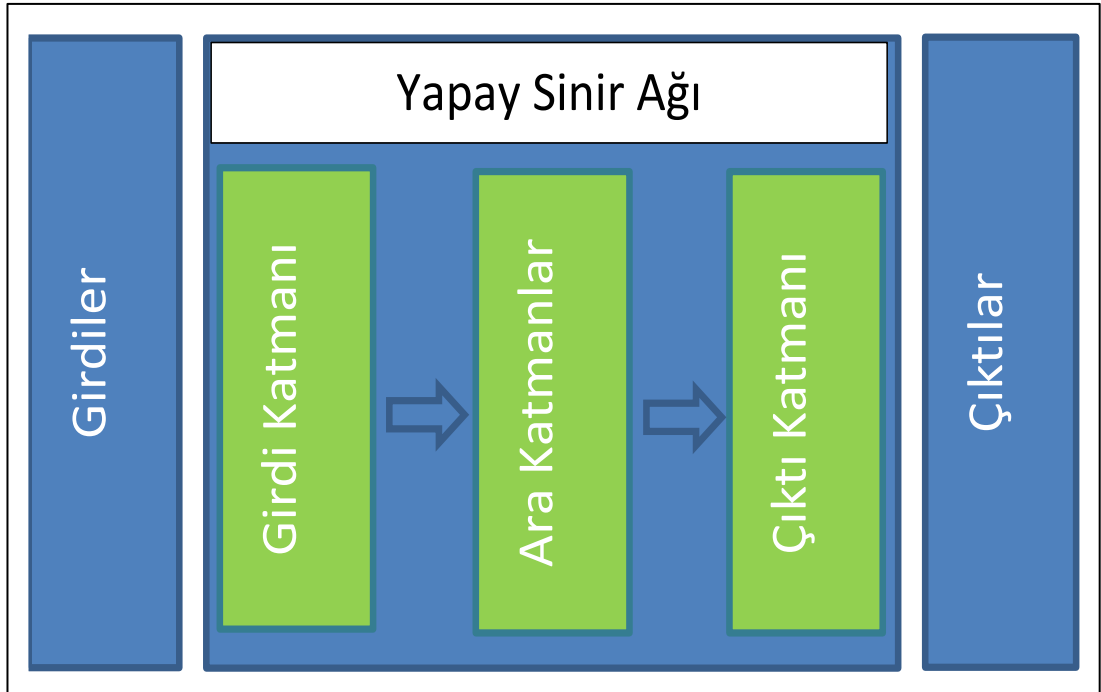 Yapay Sinir Ağı
Girdiler
Girdi Katmanı
Ara Katmanlar
Çıktı Katmanı
Çıktılar